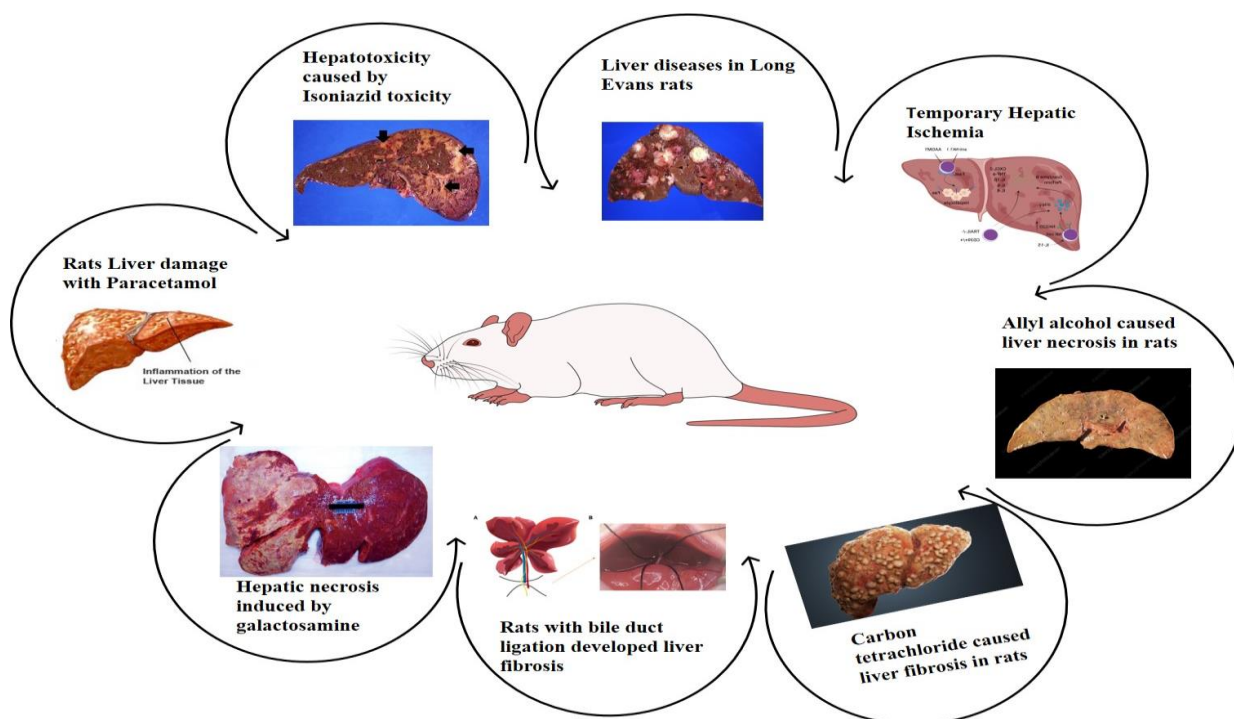 Hepatotoxicity
caused by
Isoniazid toxicity
Liver diseases in Long
Evans rats
Temporary Hepatic
Ischemia
Allyl alcohol caused
liver necrosis in rats
Carbon
tetrachloride caused
liver fibrosis in rats
A
B
Rats with bile duct
ligation developed liver
fibrosis
Hepatic necrosis
induced by
galactosamine
Rats Liver damage
with Paracetamol
Inflammation of the
Liver Tissue